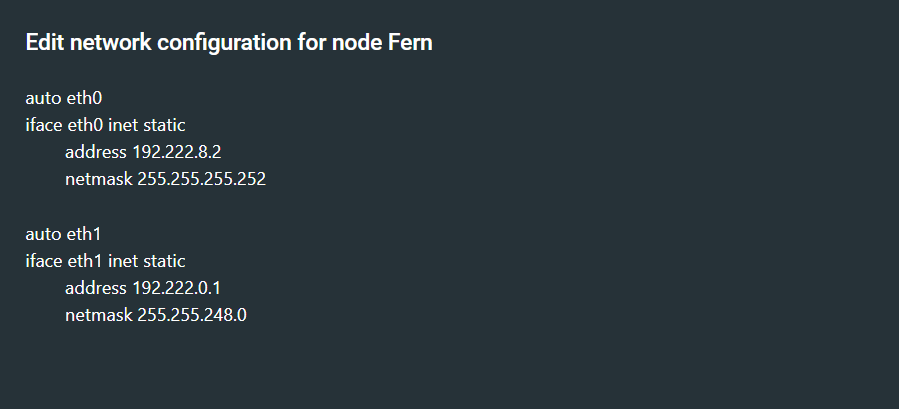 Edit network configuration for node Fern
auto eth0
iface eth0 inet static
address 192.222.8.2
netmask 255.255.255.252
auto eth1
iface eth1 inet static
address 192.222.0.1
netmask 255.255.248.0